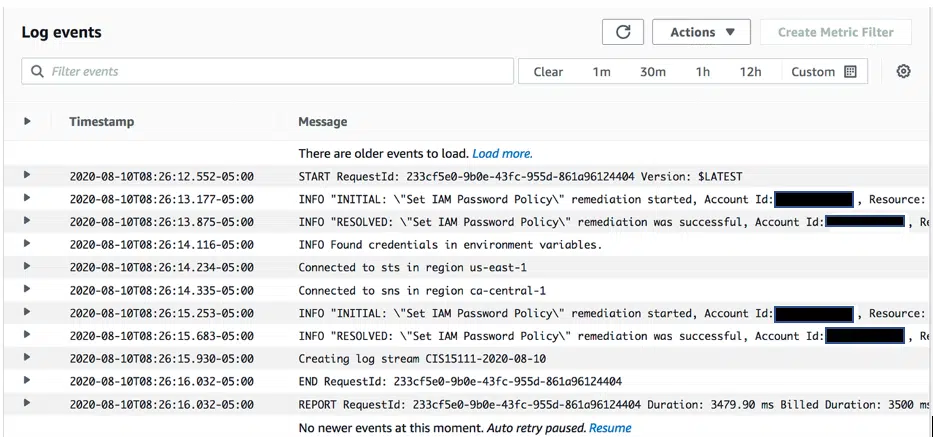 Log events
Actions Create Metric Filter
Filter events Clear 1m 30m 1h 12h Custom
Timestamp Message
There are older events to load. Load more.
2020-08-10T08:26:12.552-05:00 START RequestId: 233cf5e0-9b0e-43fc-955d-861a96124404 Version: $LATEST
2020-08-10T08:26:13.177-05:00 INFO "INITIAL: \"Set IAM Password Policy\" remediation started, Account Id: , Resource:
2020-08-10T08:26:13.875-05:00 INFO "RESOLVED: \"Set IAM Password Policy\" remediation was successful, Account Id: , Re
2020-08-10T08:26:14.116-05:00 INFO Found credentials in environment variables.
2020-08-10T08:26:14.234-05:00 Connected to sts in region us-east-1
2020-08-10T08:26:14.335-05:00 Connected to sns in region ca-central-1
2020-08-10T08:26:15.253-05:00 INFO "INITIAL: \"Set IAM Password Policy\" remediation started, Account Id: , Resource:
2020-08-10T08:26:15.683-05:00 INFO "RESOLVED: \"Set IAM Password Policy\" remediation was successful, Account Id: , Re
2020-08-10T08:26:15.930-05:00 Creating log stream CIS15111-2020-08-10
2020-08-10T08:26:16.032-05:00 END RequestId: 233cf5e0-9b0e-43fc-955d-861a96124404
2020-08-10T08:26:16.032-05:00 REPORT RequestId: 233cf5e0-9b0e-43fc-955d-861a96124404 Duration: 3479.90 ms Billed Duration: 3500 ms
No newer events at this moment. Auto retry paused. Resume